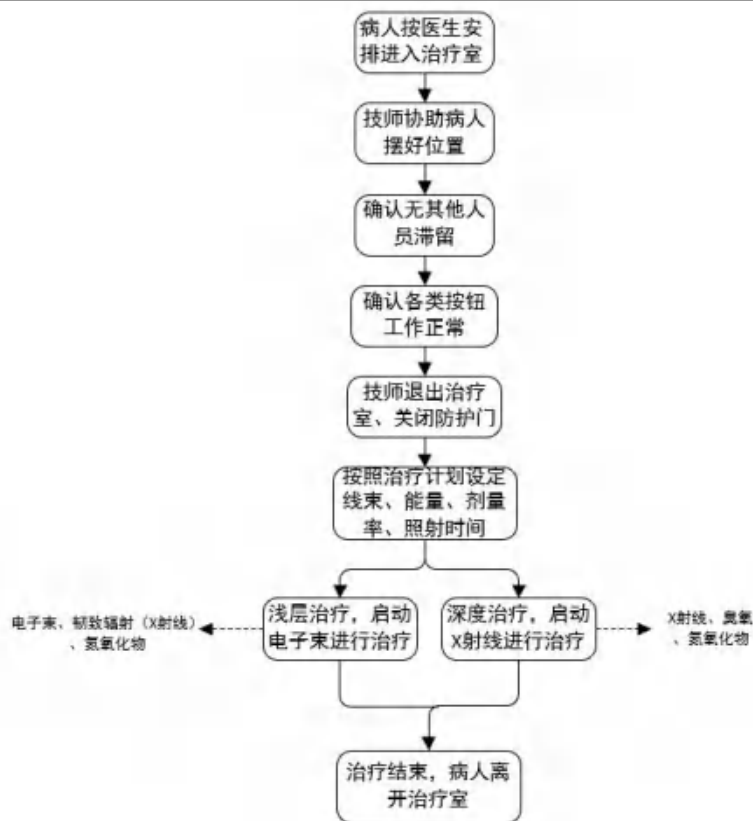 病人按医生安
排进入治疗室
技师协助病人
摆好位置
确认无其他人
员滞留
确认各类按钮
工作正常
技师退出治疗
室、关闭防护门
按照治疗计划设定
线束、能量、剂量
率、照射时间
浅层治疗，启动
电子束进行治疗
深度治疗，启动
X射线进行治疗
电子束、韧致辐射（X射线）
、氮氧化物
X射线、臭氧
、氮氧化物
治疗结束，病人离
开治疗室